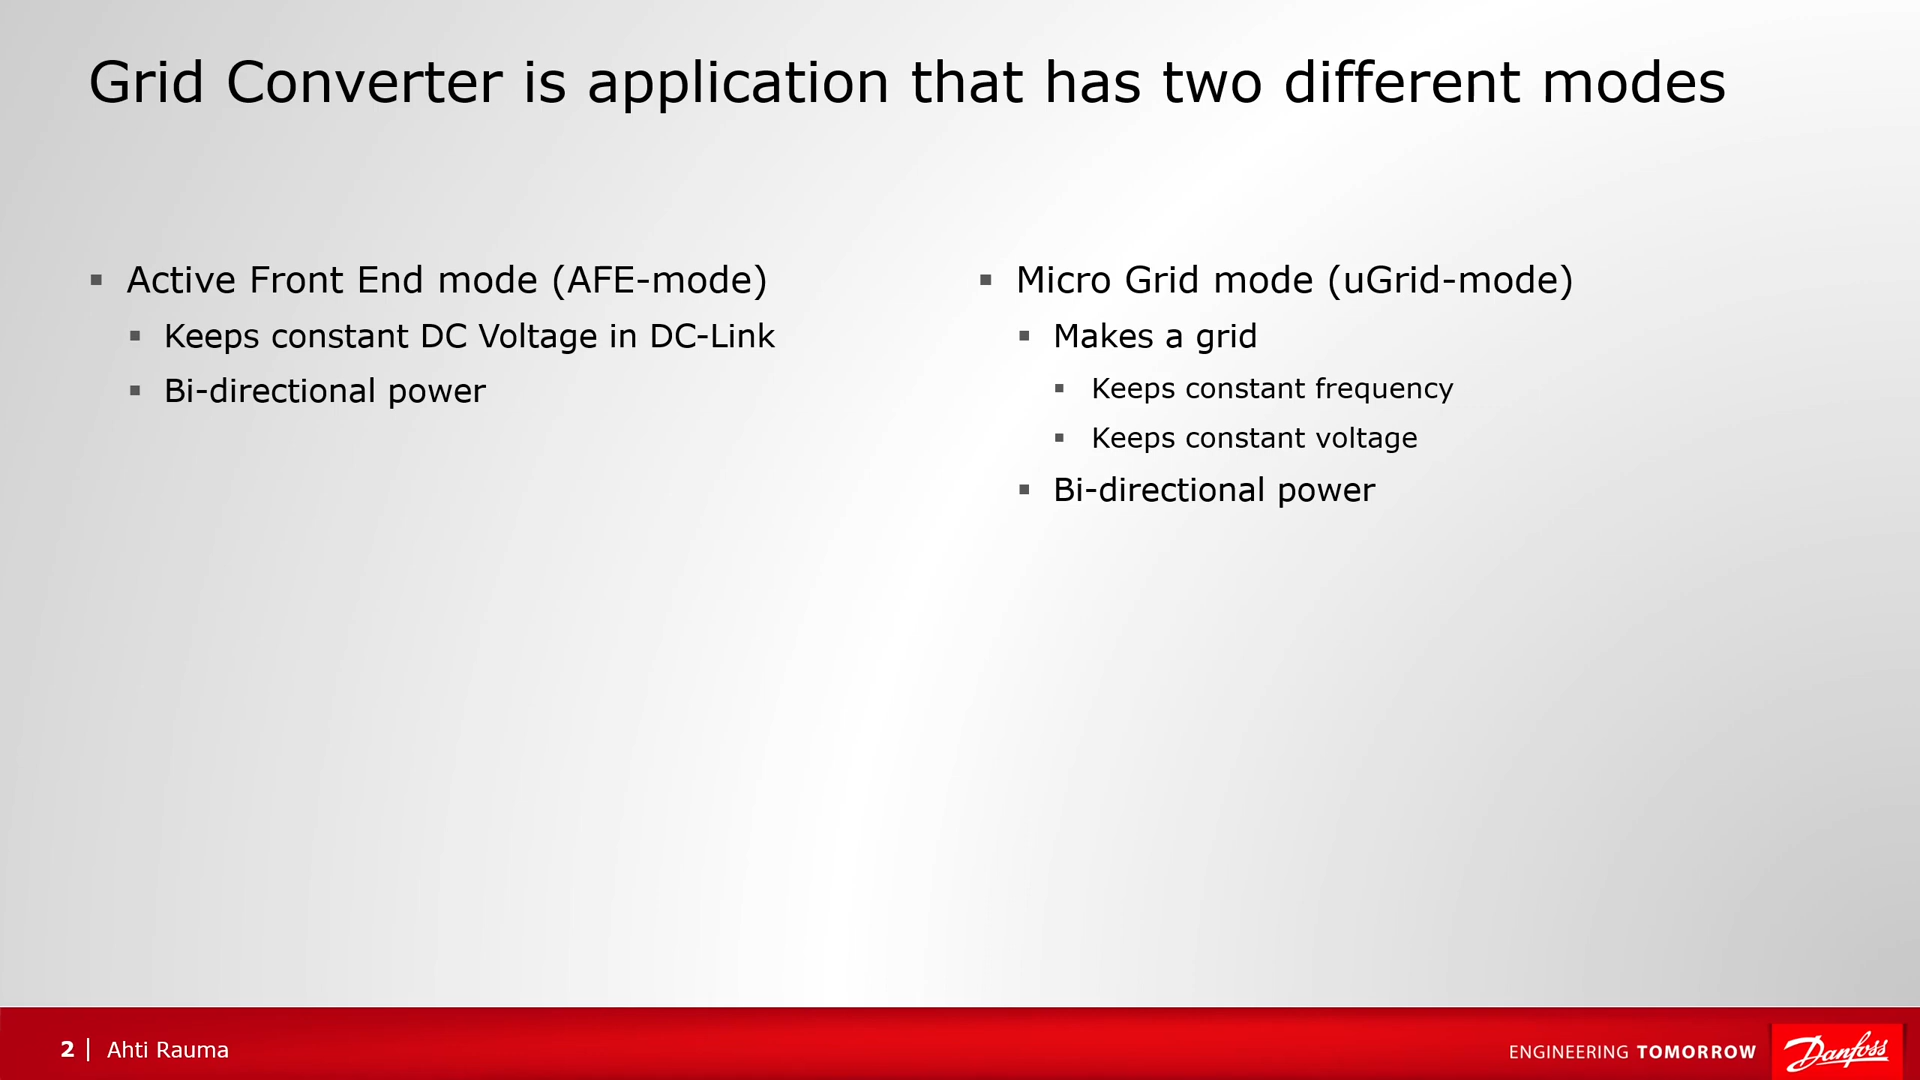 Grid Converter is application that has two different modes
▪ Active Front End mode (AFE-mode)
▪ Keeps constant DC Voltage in DC-Link
▪ Bi-directional power
▪ Micro Grid mode (uGrid-mode)
▪ Makes a grid
▪ Keeps constant frequency
▪ Keeps constant voltage
▪ Bi-directional power
2 | Ahti Rauma
ENGINEERING TOMORROW
Danfoss